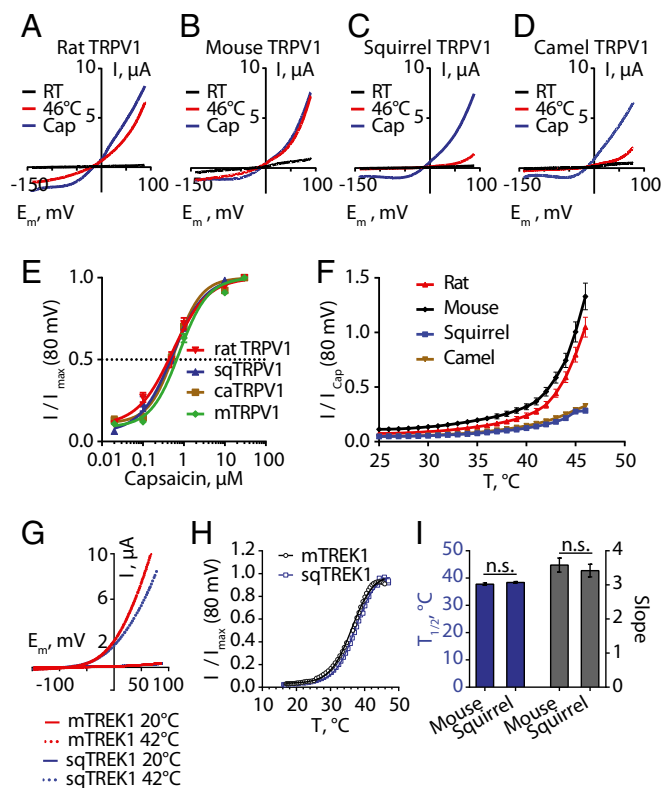 A B C D
Rat TRPV1 Mouse TRPV1 Squirrel TRPV1 Camel TRPV1
10 I, μA 10 I, μA 10 I, μA 10 I, μA
RT RT RT RT
46°C 5 46°C 5 46°C 5 46°C 5
Cap Cap Cap Cap
-150 100 -150 100 -150 100 -150 100
Em, mV Em, mV Em, mV Em, mV
E
I / Imax (80 mV)
1.0
0.5
0.0
rat TRPV1
sqTRPV1
caTRPV1
mTRPV1
0.01 0.1 1 10 100
Capsaicin, μM
F
I / ICap (80 mV)
1.5
1.0
0.5
0.0
Rat
Mouse
Squirrel
Camel
25 30 35 40 45 50
T, °C
G
10 I, μA
6
2
Em, mV
-100 50 100
mTREK1 20°C
mTREK1 42°C
sqTREK1 20°C
sqTREK1 42°C
H
I / Imax (80 mV)
1.0
0.8
0.6
0.4
0.2
0.0
mTREK1
sqTREK1
10 20 30 40 50
T, °C
I
T1/2, °C
50
40
30
20
10
0
n.s. n.s.
4
3
2
1
0
Slope
Mouse
Squirrel
Mouse
Squirrel